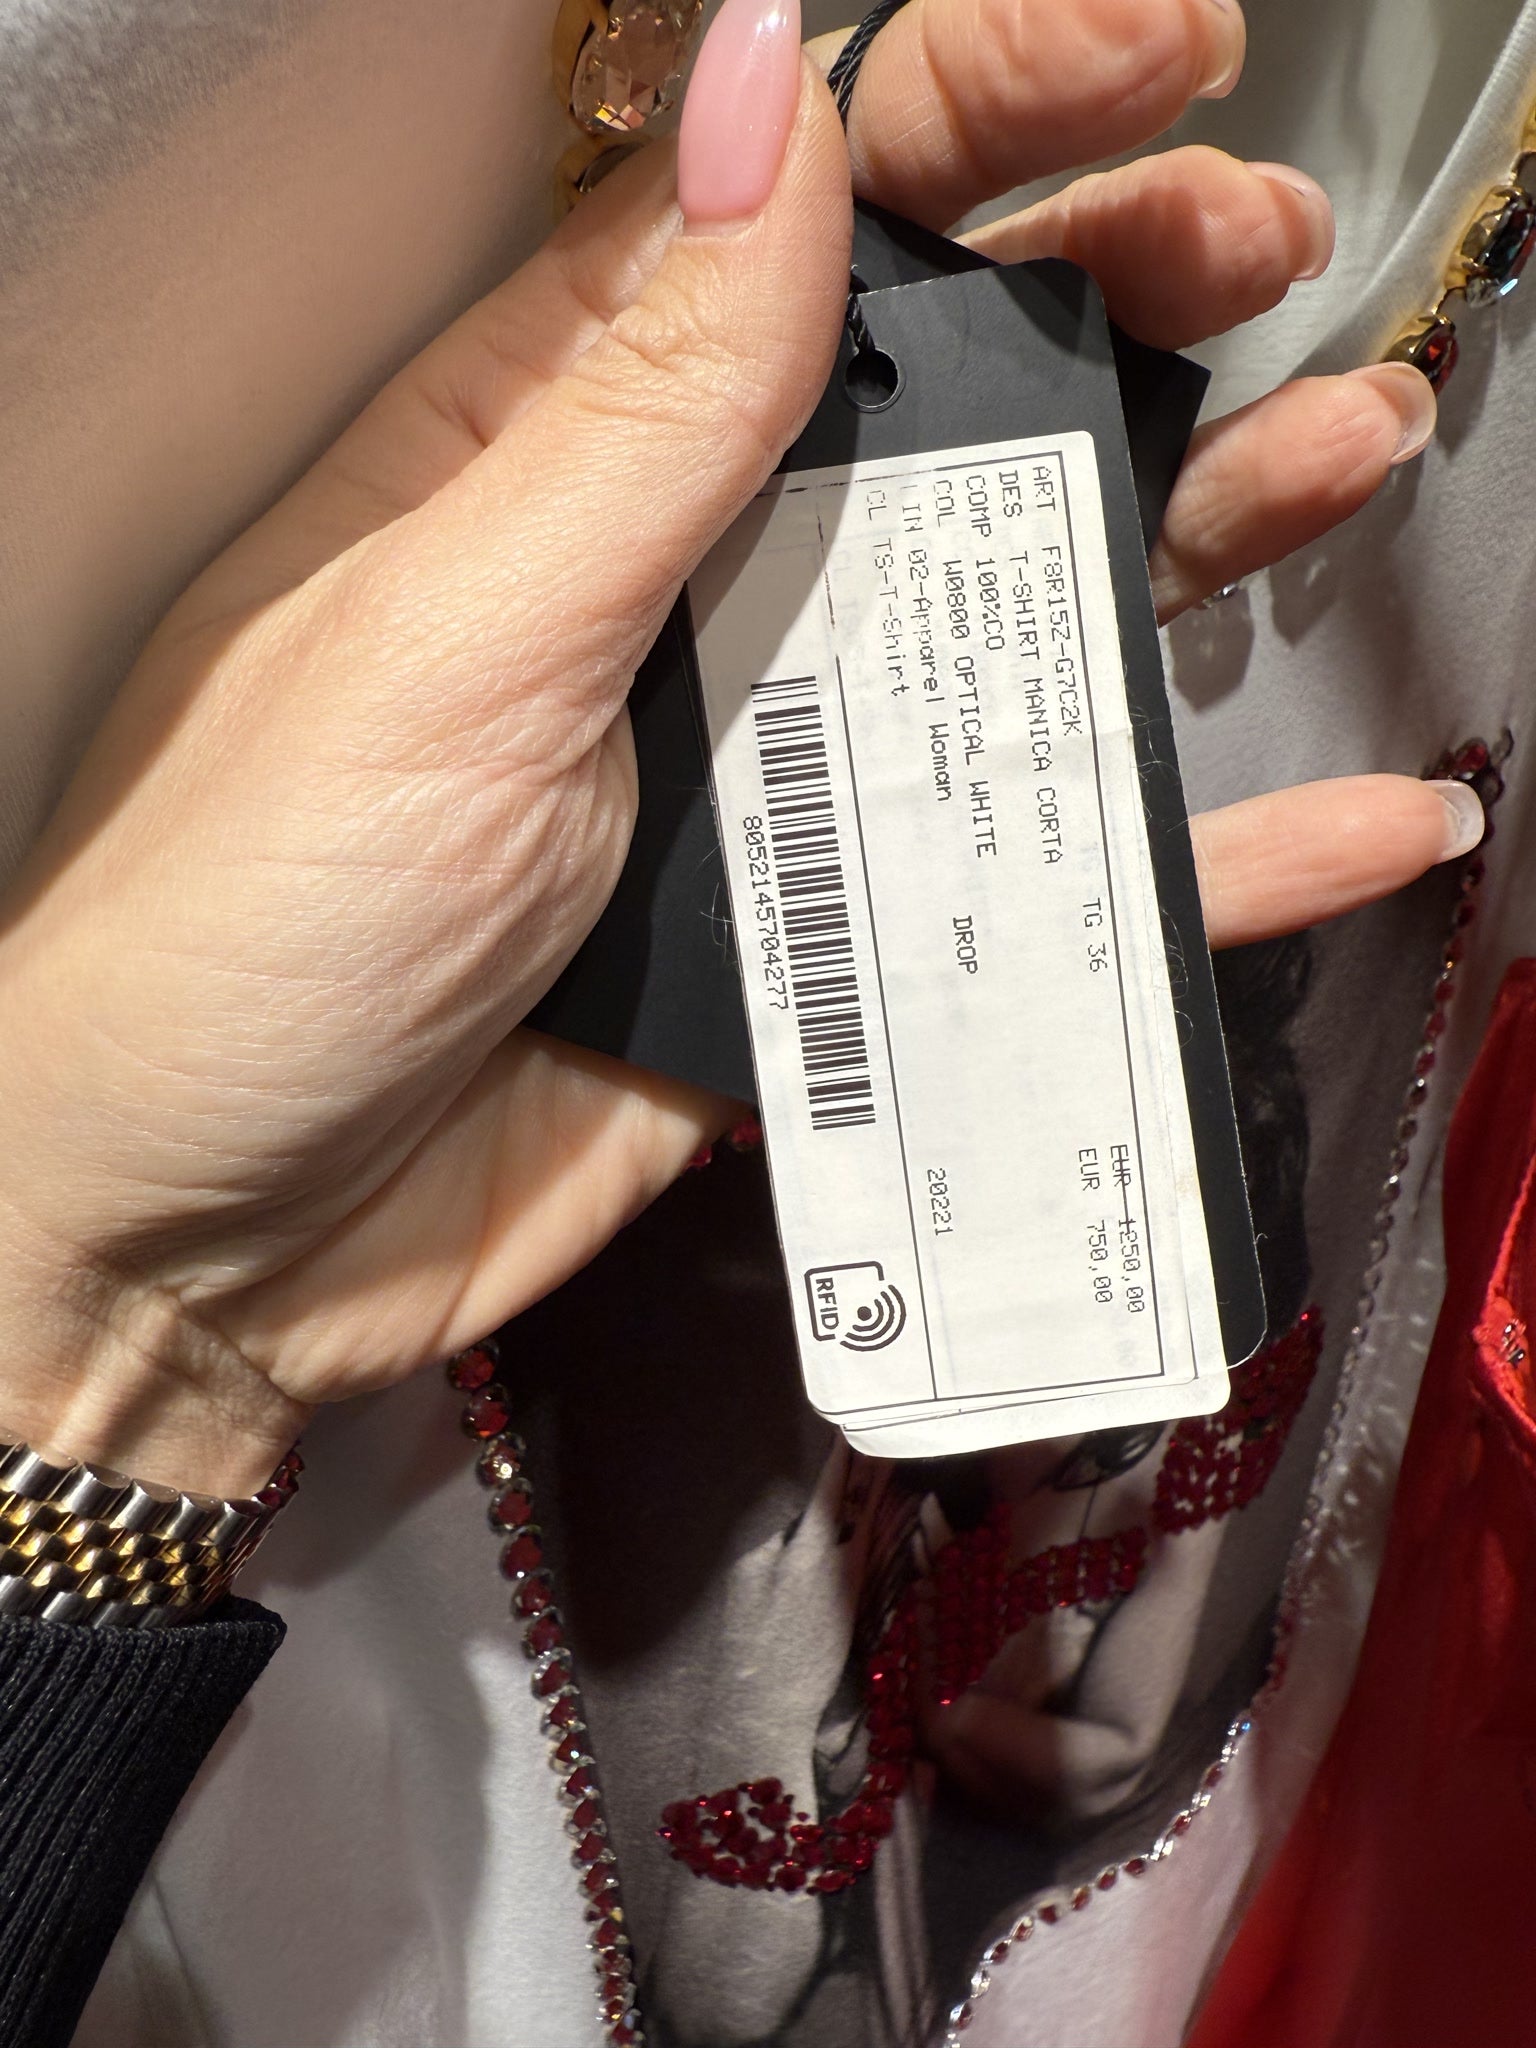 ART F8R15Z-G7C2K TG 36 EUR 1250,00
DES T-SHIRT MANICA CORTA EUR 750,00
COMP 100%CO
COL W0800 OPTICAL WHITE DROP
LIN 02-Apparel Woman 20221
CL TS-T-Shirt
8052145704277
RFID